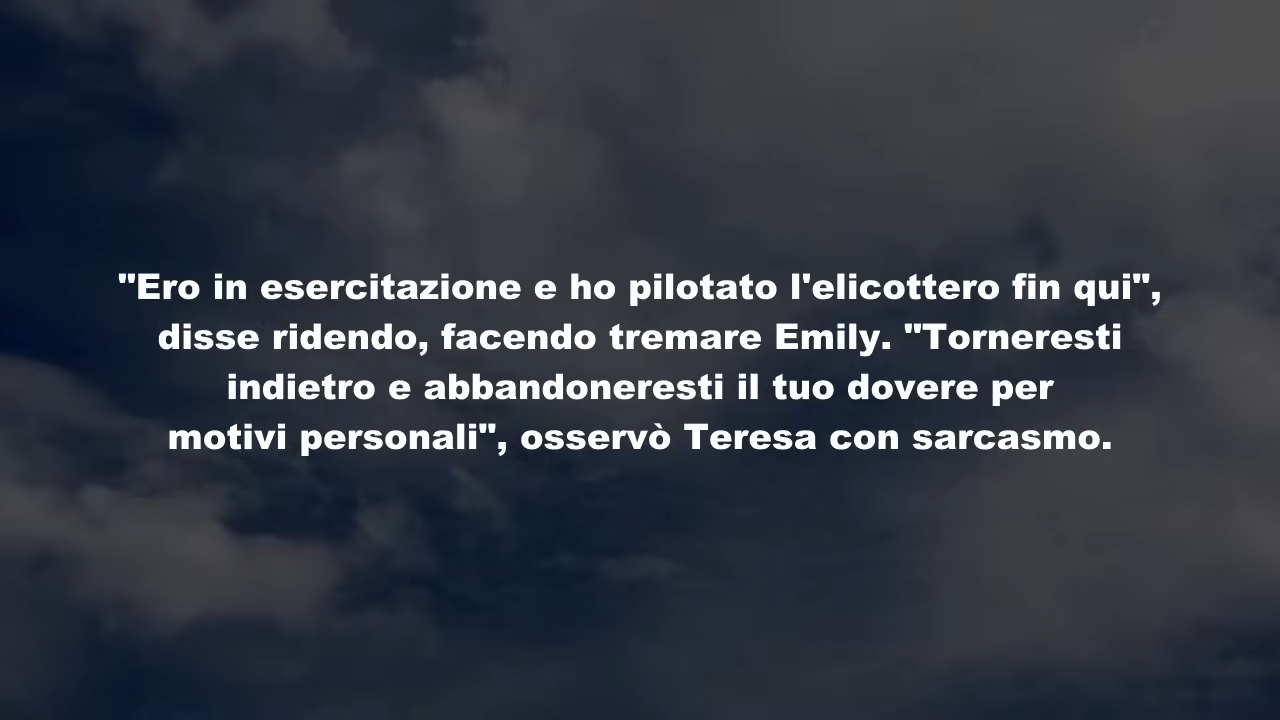 "Ero in esercitazione e ho pilotato l'elicottero fin qui",
disse ridendo, facendo tremare Emily. "Torneresti
indietro e abbandoneresti il tuo dovere per
motivi personali", osservò Teresa con sarcasmo.